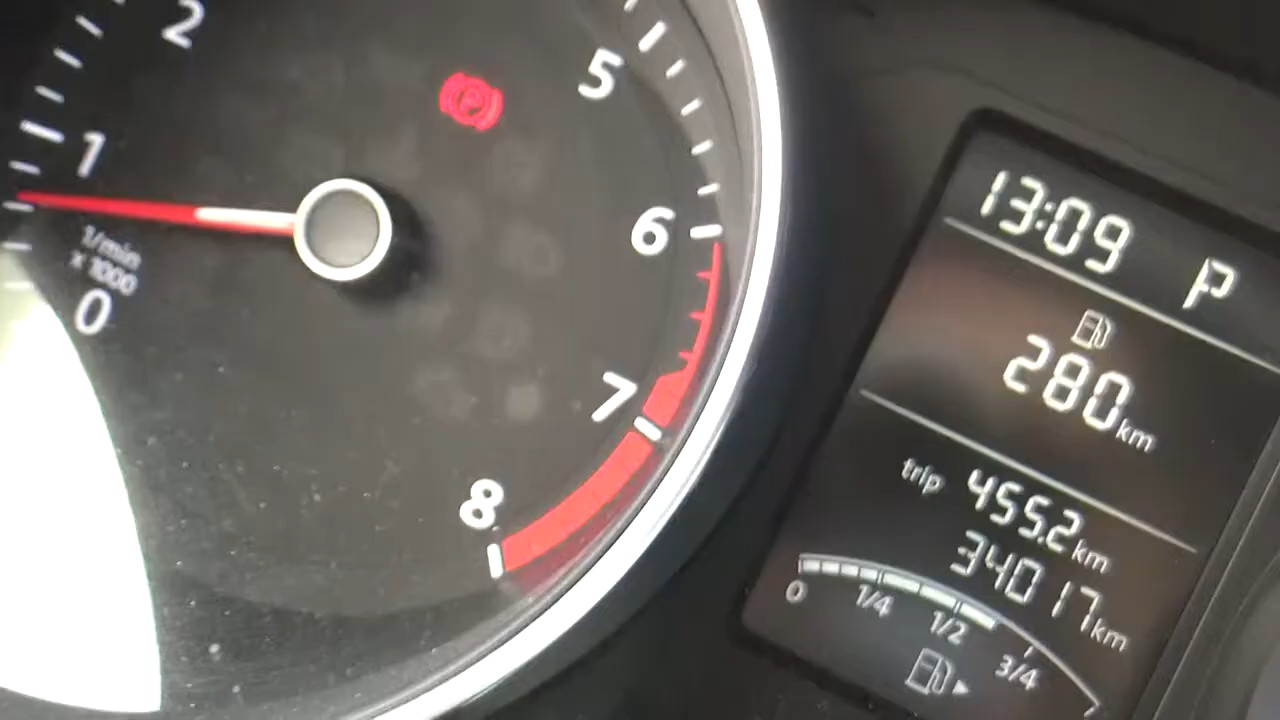 2
5
1
6
1/min
x 1000
0
7
8
13:09 P
280 km
trip 455.2 km
34017 km
0 1/4 1/2 3/4